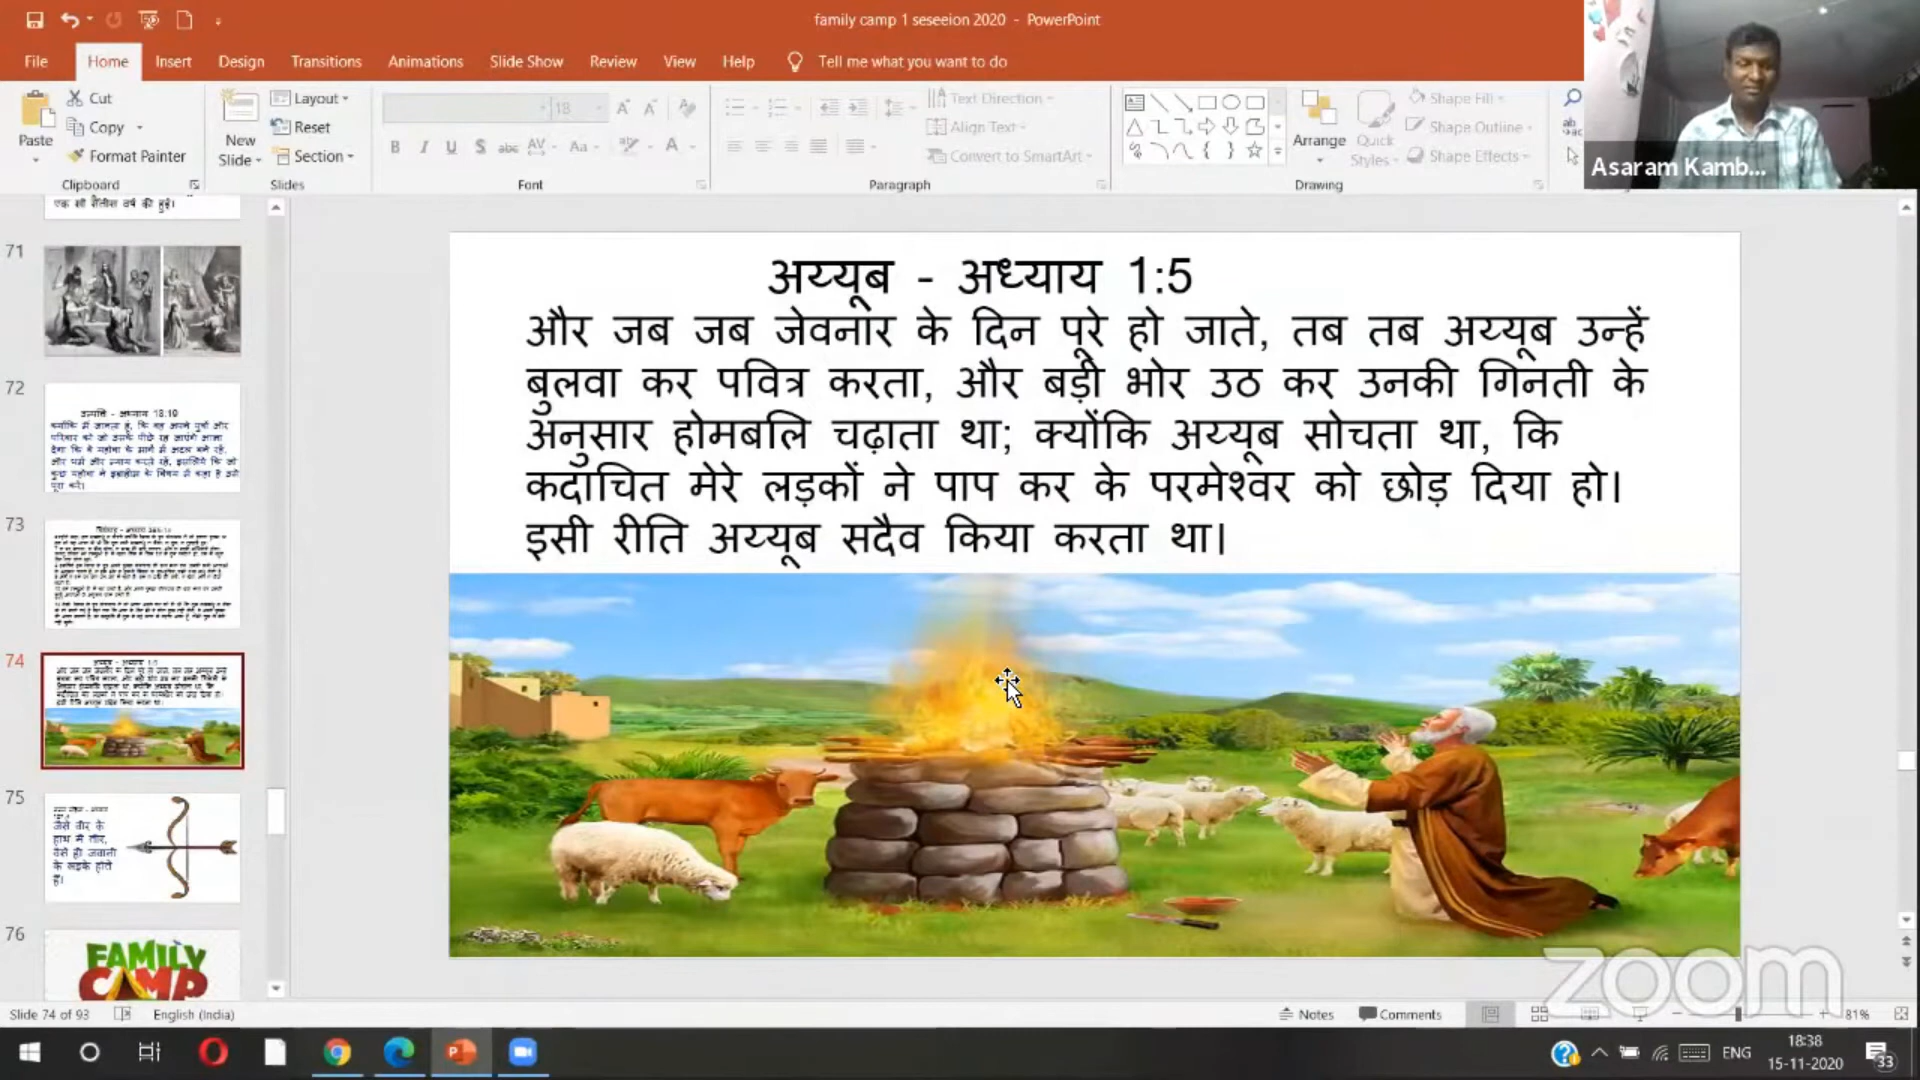 family camp 1 seseeion 2020 - PowerPoint
File Home Insert Design Transitions Animations Slide Show Review View Help Tell me what you want to do
Cut
Copy
Format Painter
Paste
Clipboard
New Slide
Layout
Reset
Section
Slides
18
Font
Text Direction
Align Text
Convert to SmartArt
Paragraph
Arrange
Quick Styles
Shape Fill
Shape Outline
Shape Effects
Drawing
Asaram Kamb...
एक सौ सैंतीस वर्ष की हुई।
71
72
73
74
75
जैसे वीर के
हाथ में तीर,
वैसे ही जवानी
के लड़के होते
हैं।
76
FAMILY
CAMP
अय्यूब - अध्याय 1:5
और जब जब जेवनार के दिन पूरे हो जाते, तब तब अय्यूब उन्हें
बुलवा कर पवित्र करता, और बड़ी भोर उठ कर उनकी गिनती के
अनुसार होमबलि चढ़ाता था; क्योंकि अय्यूब सोचता था, कि
कदाचित मेरे लड़कों ने पाप कर के परमेश्वर को छोड़ दिया हो।
इसी रीति अय्यूब सदैव किया करता था।
zoom
Slide 74 of 93 English (India)
Notes Comments 81%
ENG
18:38
15-11-2020
33